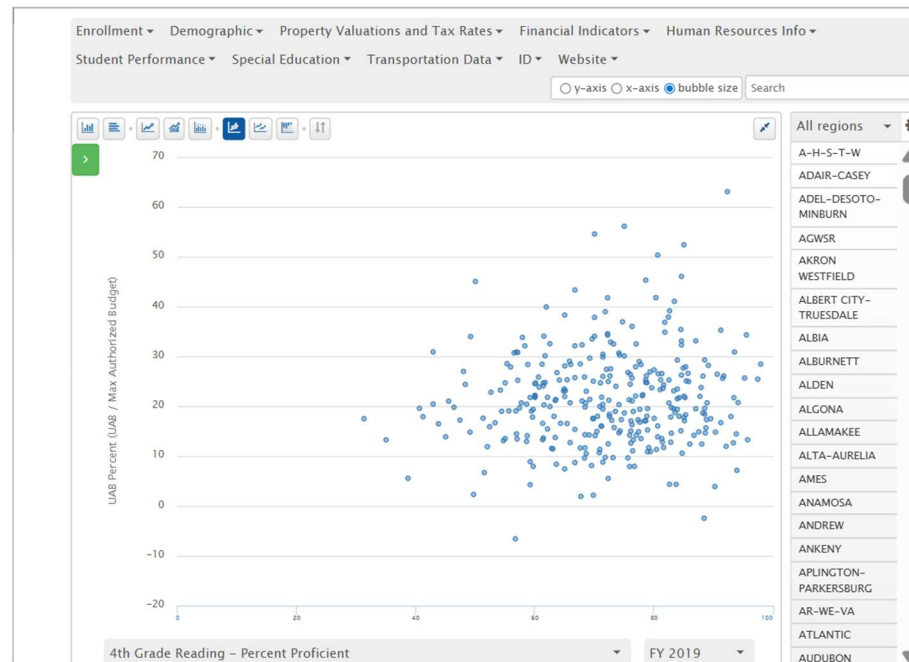 Enrollment Demographic Property Valuations and Tax Rates Financial Indicators Human Resources Info
Student Performance Special Education Transportation Data ID Website
y-axis x-axis bubble size Search
All regions
A-H-S-T-W
ADAIR-CASEY
ADEL-DESOTO-
MINBURN
AGWSR
AKRON
WESTFIELD
ALBERT CITY-
TRUESDALE
ALBIA
ALBURNETT
ALDEN
ALGONA
ALLAMAKEE
ALTA-AURELIA
AMES
ANAMOSA
ANDREW
ANKENY
APLINGTON-
PARKERSBURG
AR-WE-VA
ATLANTIC
AUDUBON
UAB Percent (UAB / Max Authorized Budget)
70
60
50
40
30
20
10
0
-10
-20
0 20 40 60 80 100
4th Grade Reading - Percent Proficient FY 2019